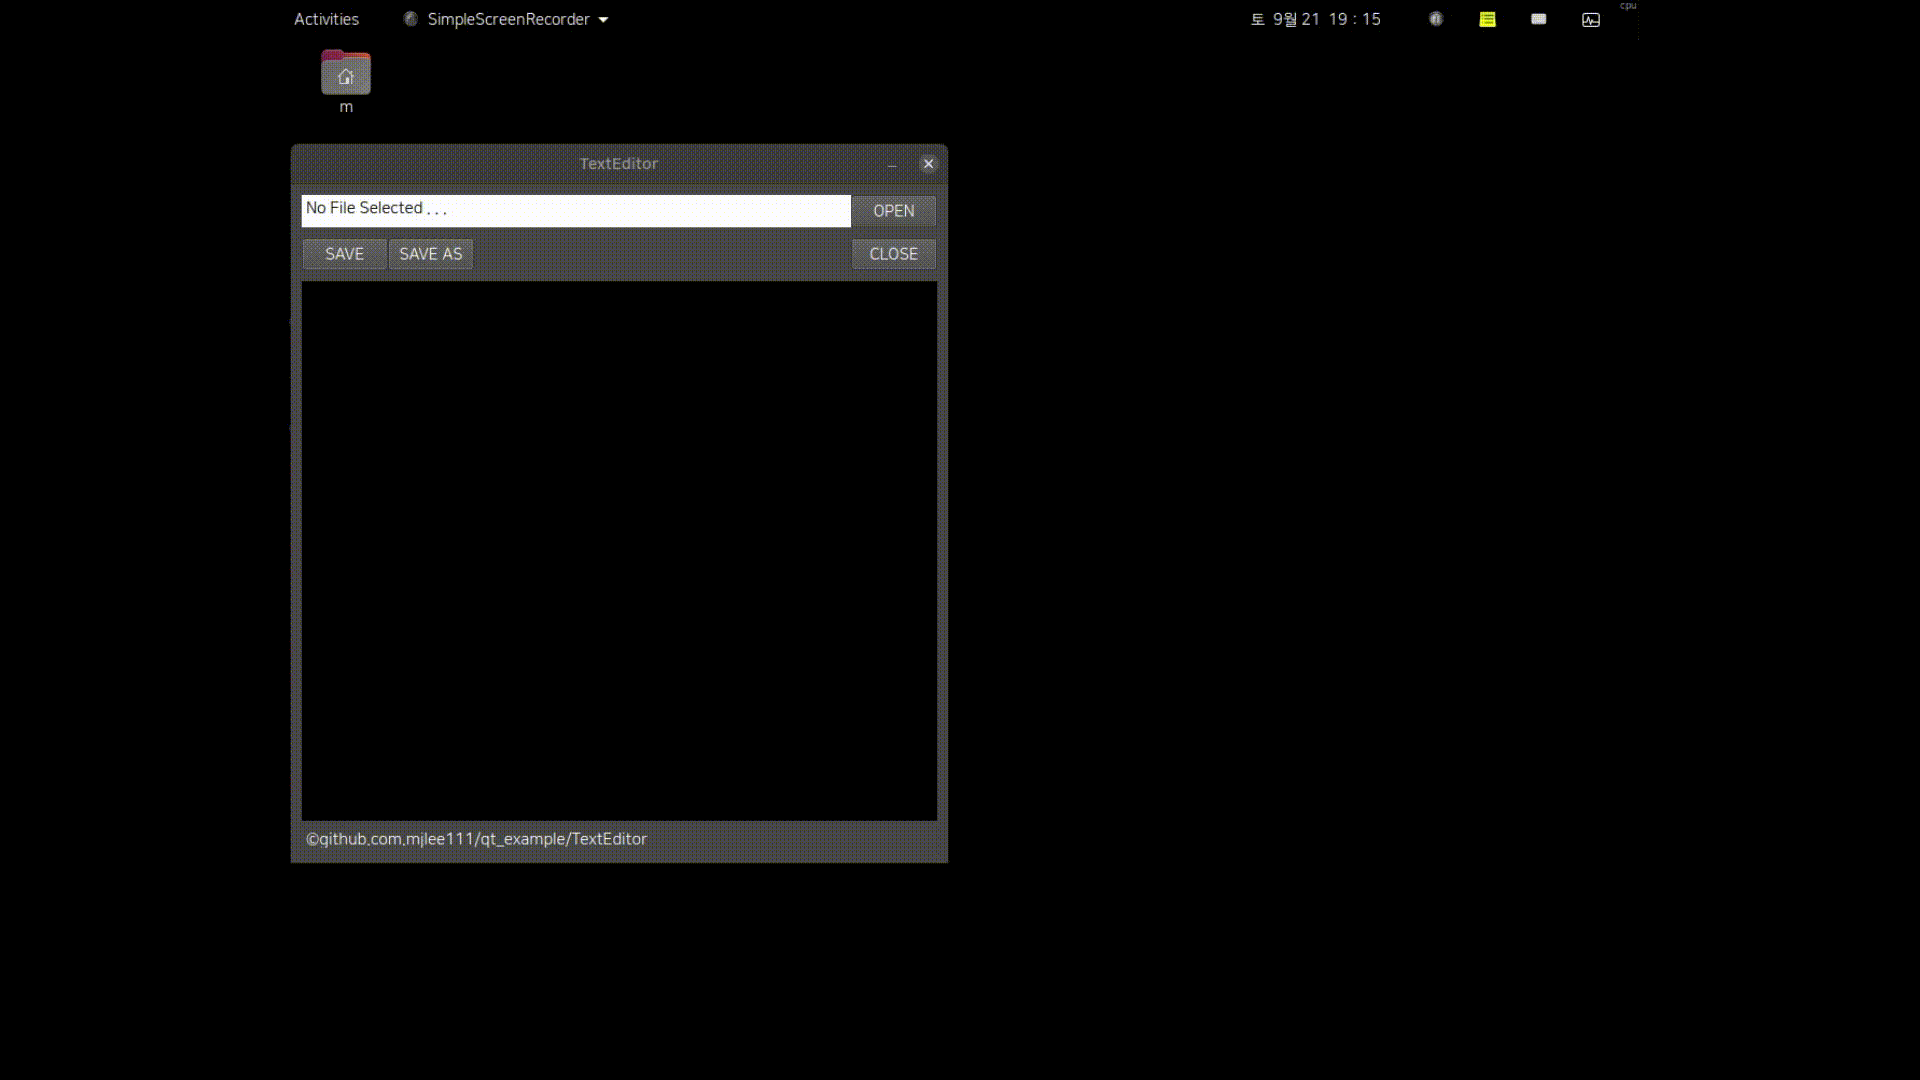 Activities SimpleScreenRecorder 토 9월 21 19 : 15 cpu
m
TextEditor
No File Selected . . .
OPEN
SAVE SAVE AS CLOSE
©github.com.mjlee111/qt_example/TextEditor